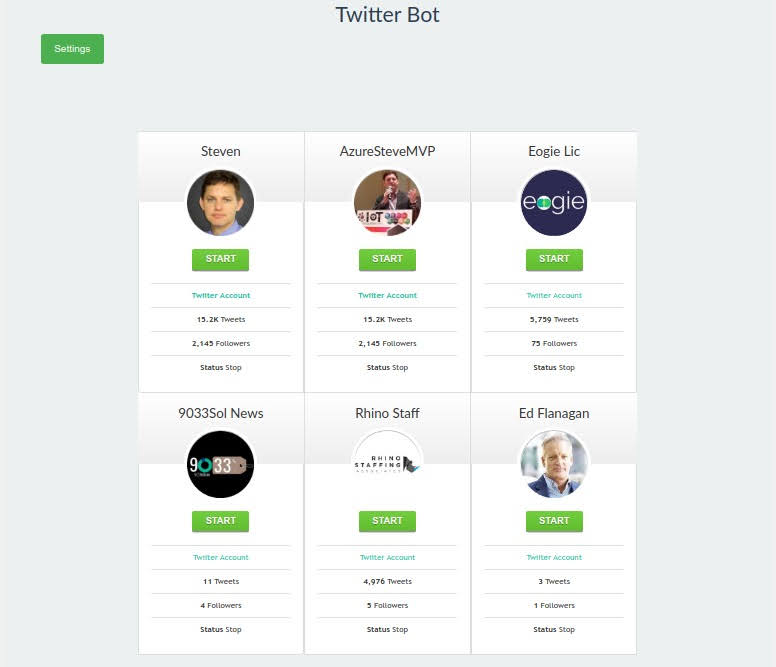 Twitter Bot
Settings
Steven
AzureSteveMVP
Eogie Lic
IoT
eogie
START
START
START
Twitter Account
Twitter Account
Twitter Account
15.2K Tweets
15.2K Tweets
5,759 Tweets
2,145 Followers
2,145 Followers
75 Followers
Status Stop
Status Stop
Status Stop
9033Sol News
Rhino Staff
Ed Flanagan
9033
RHINO
STAFFING
ASSOCIATES
START
START
START
Twitter Account
Twitter Account
Twitter Account
11 Tweets
4,976 Tweets
3 Tweets
4 Followers
5 Followers
1 Followers
Status Stop
Status Stop
Status Stop